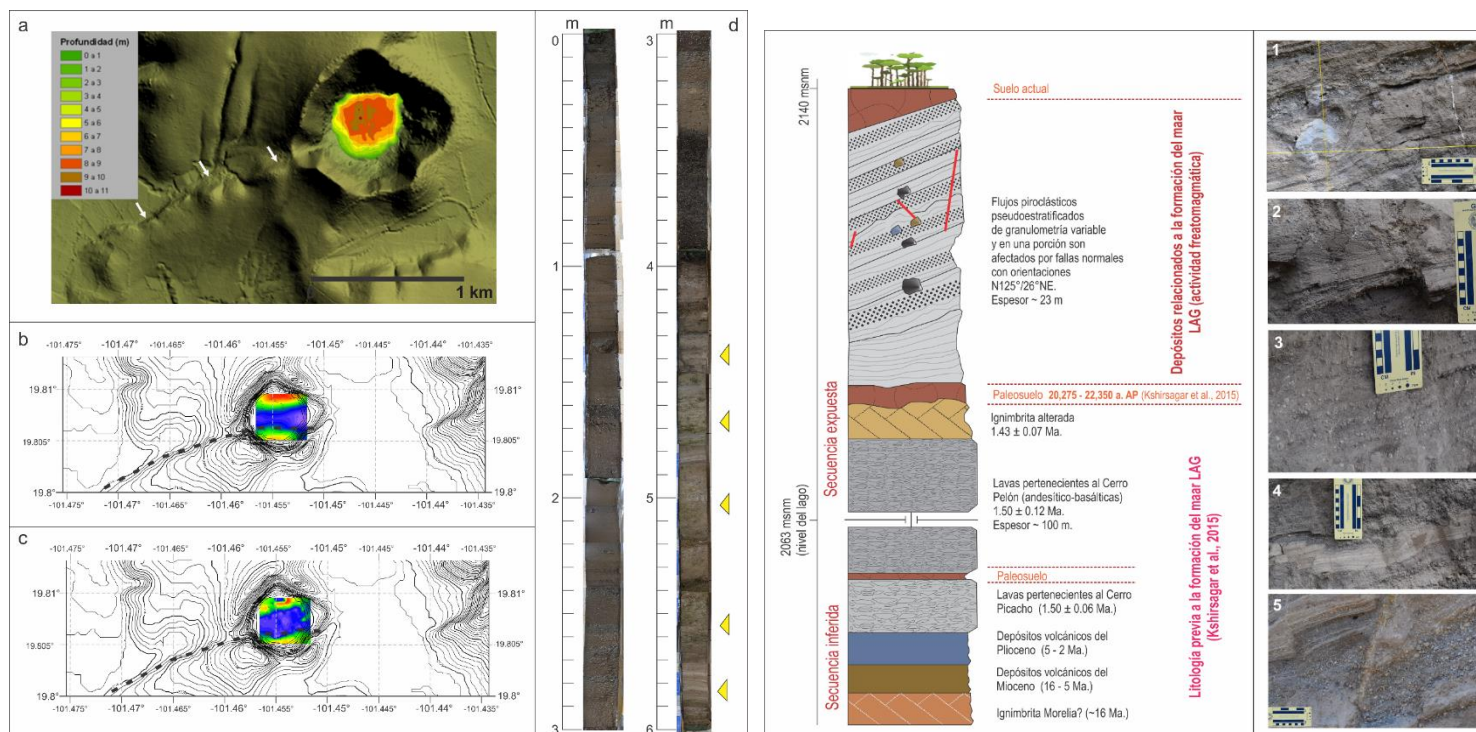 a
Profundidad (m)
0 a 1
1 a 2
2 a 3
3 a 4
4 a 5
5 a 6
6 a 7
7 a 8
8 a 9
9 a 10
10 a 11
1 km
b
-101.475° -101.47° -101.465° -101.46° -101.455° -101.45° -101.445° -101.44° -101.435°
19.81° 19.81°
19.805° 19.805°
19.8° 19.8°
-101.475° -101.47° -101.465° -101.46° -101.455° -101.45° -101.445° -101.44° -101.435°
c
-101.475° -101.47° -101.465° -101.46° -101.455° -101.45° -101.445° -101.44° -101.435°
19.81° 19.81°
19.805° 19.805°
19.8° 19.8°
-101.475° -101.47° -101.465° -101.46° -101.455° -101.45° -101.445° -101.44° -101.435°
m m d
0 3
1 4
2 5
3 6
2140 msnm
2063 msnm
(nivel del lago)
Secuencia expuesta
Secuencia inferida
Suelo actual
Flujos piroclásticos
pseudoestratificados
de granulometría variable
y en una porción son
afectados por fallas normales
con orientaciones
N125°/26°NE.
Espesor ~ 23 m
Paleosuelo 20,275 - 22,350 a. AP (Kshirsagar et al., 2015)
Ignimbrita alterada
1.43 ± 0.07 Ma.
Lavas pertenecientes al Cerro
Pelón (andesítico-basálticas)
1.50 ± 0.12 Ma.
Espesor ~ 100 m.
Paleosuelo
Lavas pertenecientes al Cerro
Picacho (1.50 ± 0.06 Ma.)
Depósitos volcánicos del
Plioceno (5 - 2 Ma.)
Depósitos volcánicos del
Mioceno (16 - 5 Ma.)
Ignimbrita Morelia? (~16 Ma.)
Depósitos relacionados a la formación del maar
LAG (actividad freatomagmática)
Litología previa a la formación del maar LAG
(Kshirsagar et al., 2015)
1
2
3
4
5